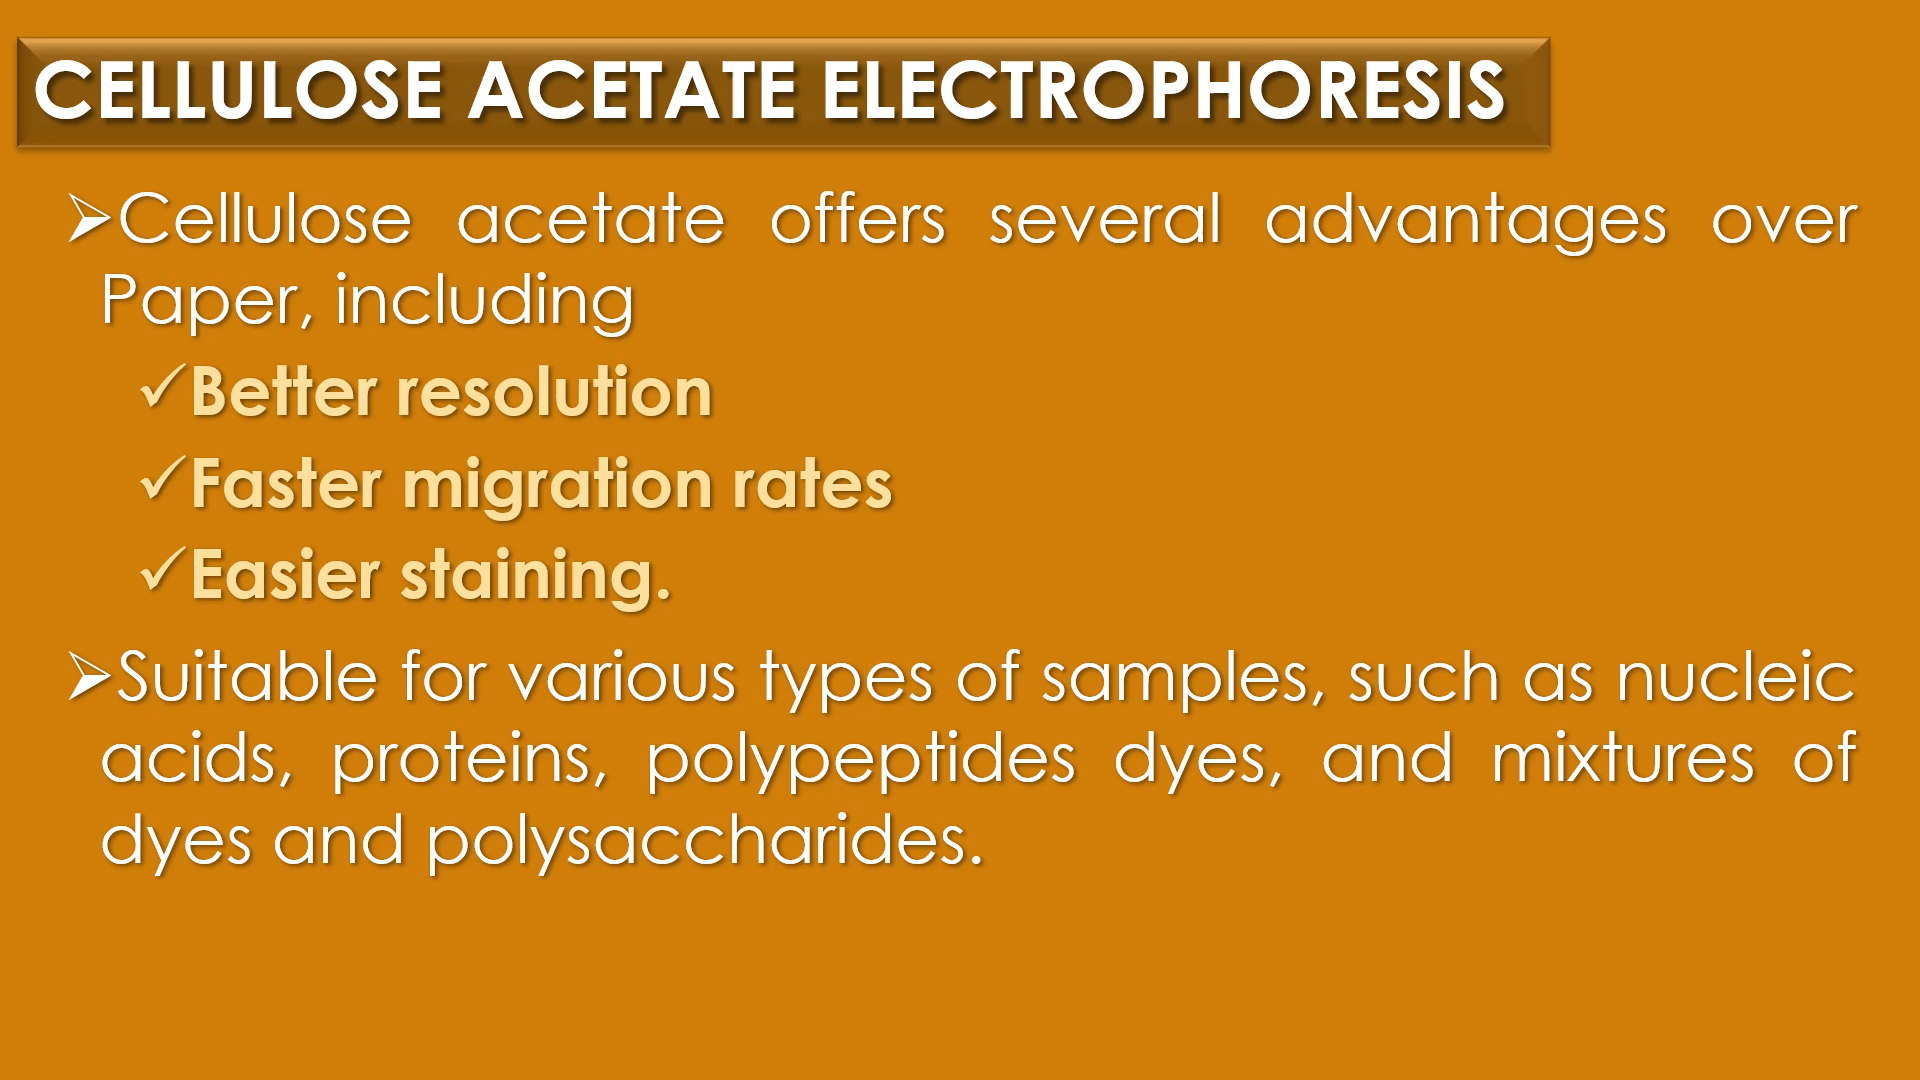 CELLULOSE ACETATE ELECTROPHORESIS
➢Cellulose acetate offers several advantages over
Paper, including
✓Better resolution
✓Faster migration rates
✓Easier staining.
➢Suitable for various types of samples, such as nucleic
acids, proteins, polypeptides dyes, and mixtures of
dyes and polysaccharides.